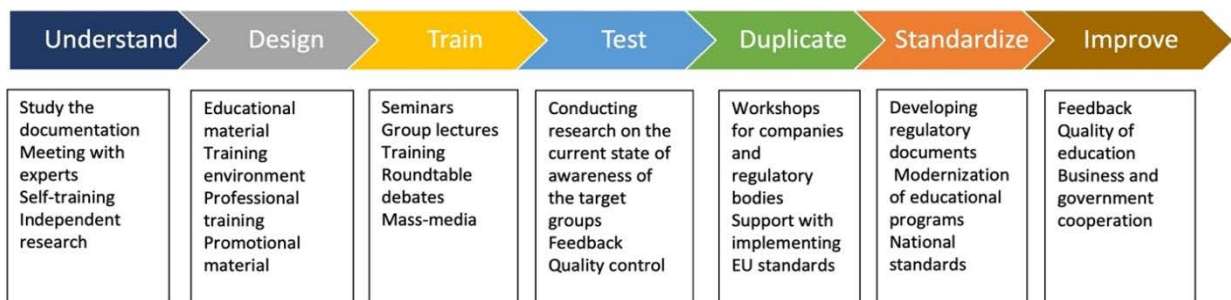 Understand
Design
Train
Test
Duplicate
Standardize
Improve
Study the
documentation
Meeting with
experts
Self-training
Independent
research
Educational
material
Training
environment
Professional
training
Promotional
material
Seminars
Group lectures
Training
Roundtable
debates
Mass-media
Conducting
research on the
current state of
awareness of
the target
groups
Feedback
Quality control
Workshops
for companies
and
regulatory
bodies
Support with
implementing
EU standards
Developing
regulatory
documents
Modernization
of educational
programs
National
standards
Feedback
Quality of
education
Business and
government
cooperation